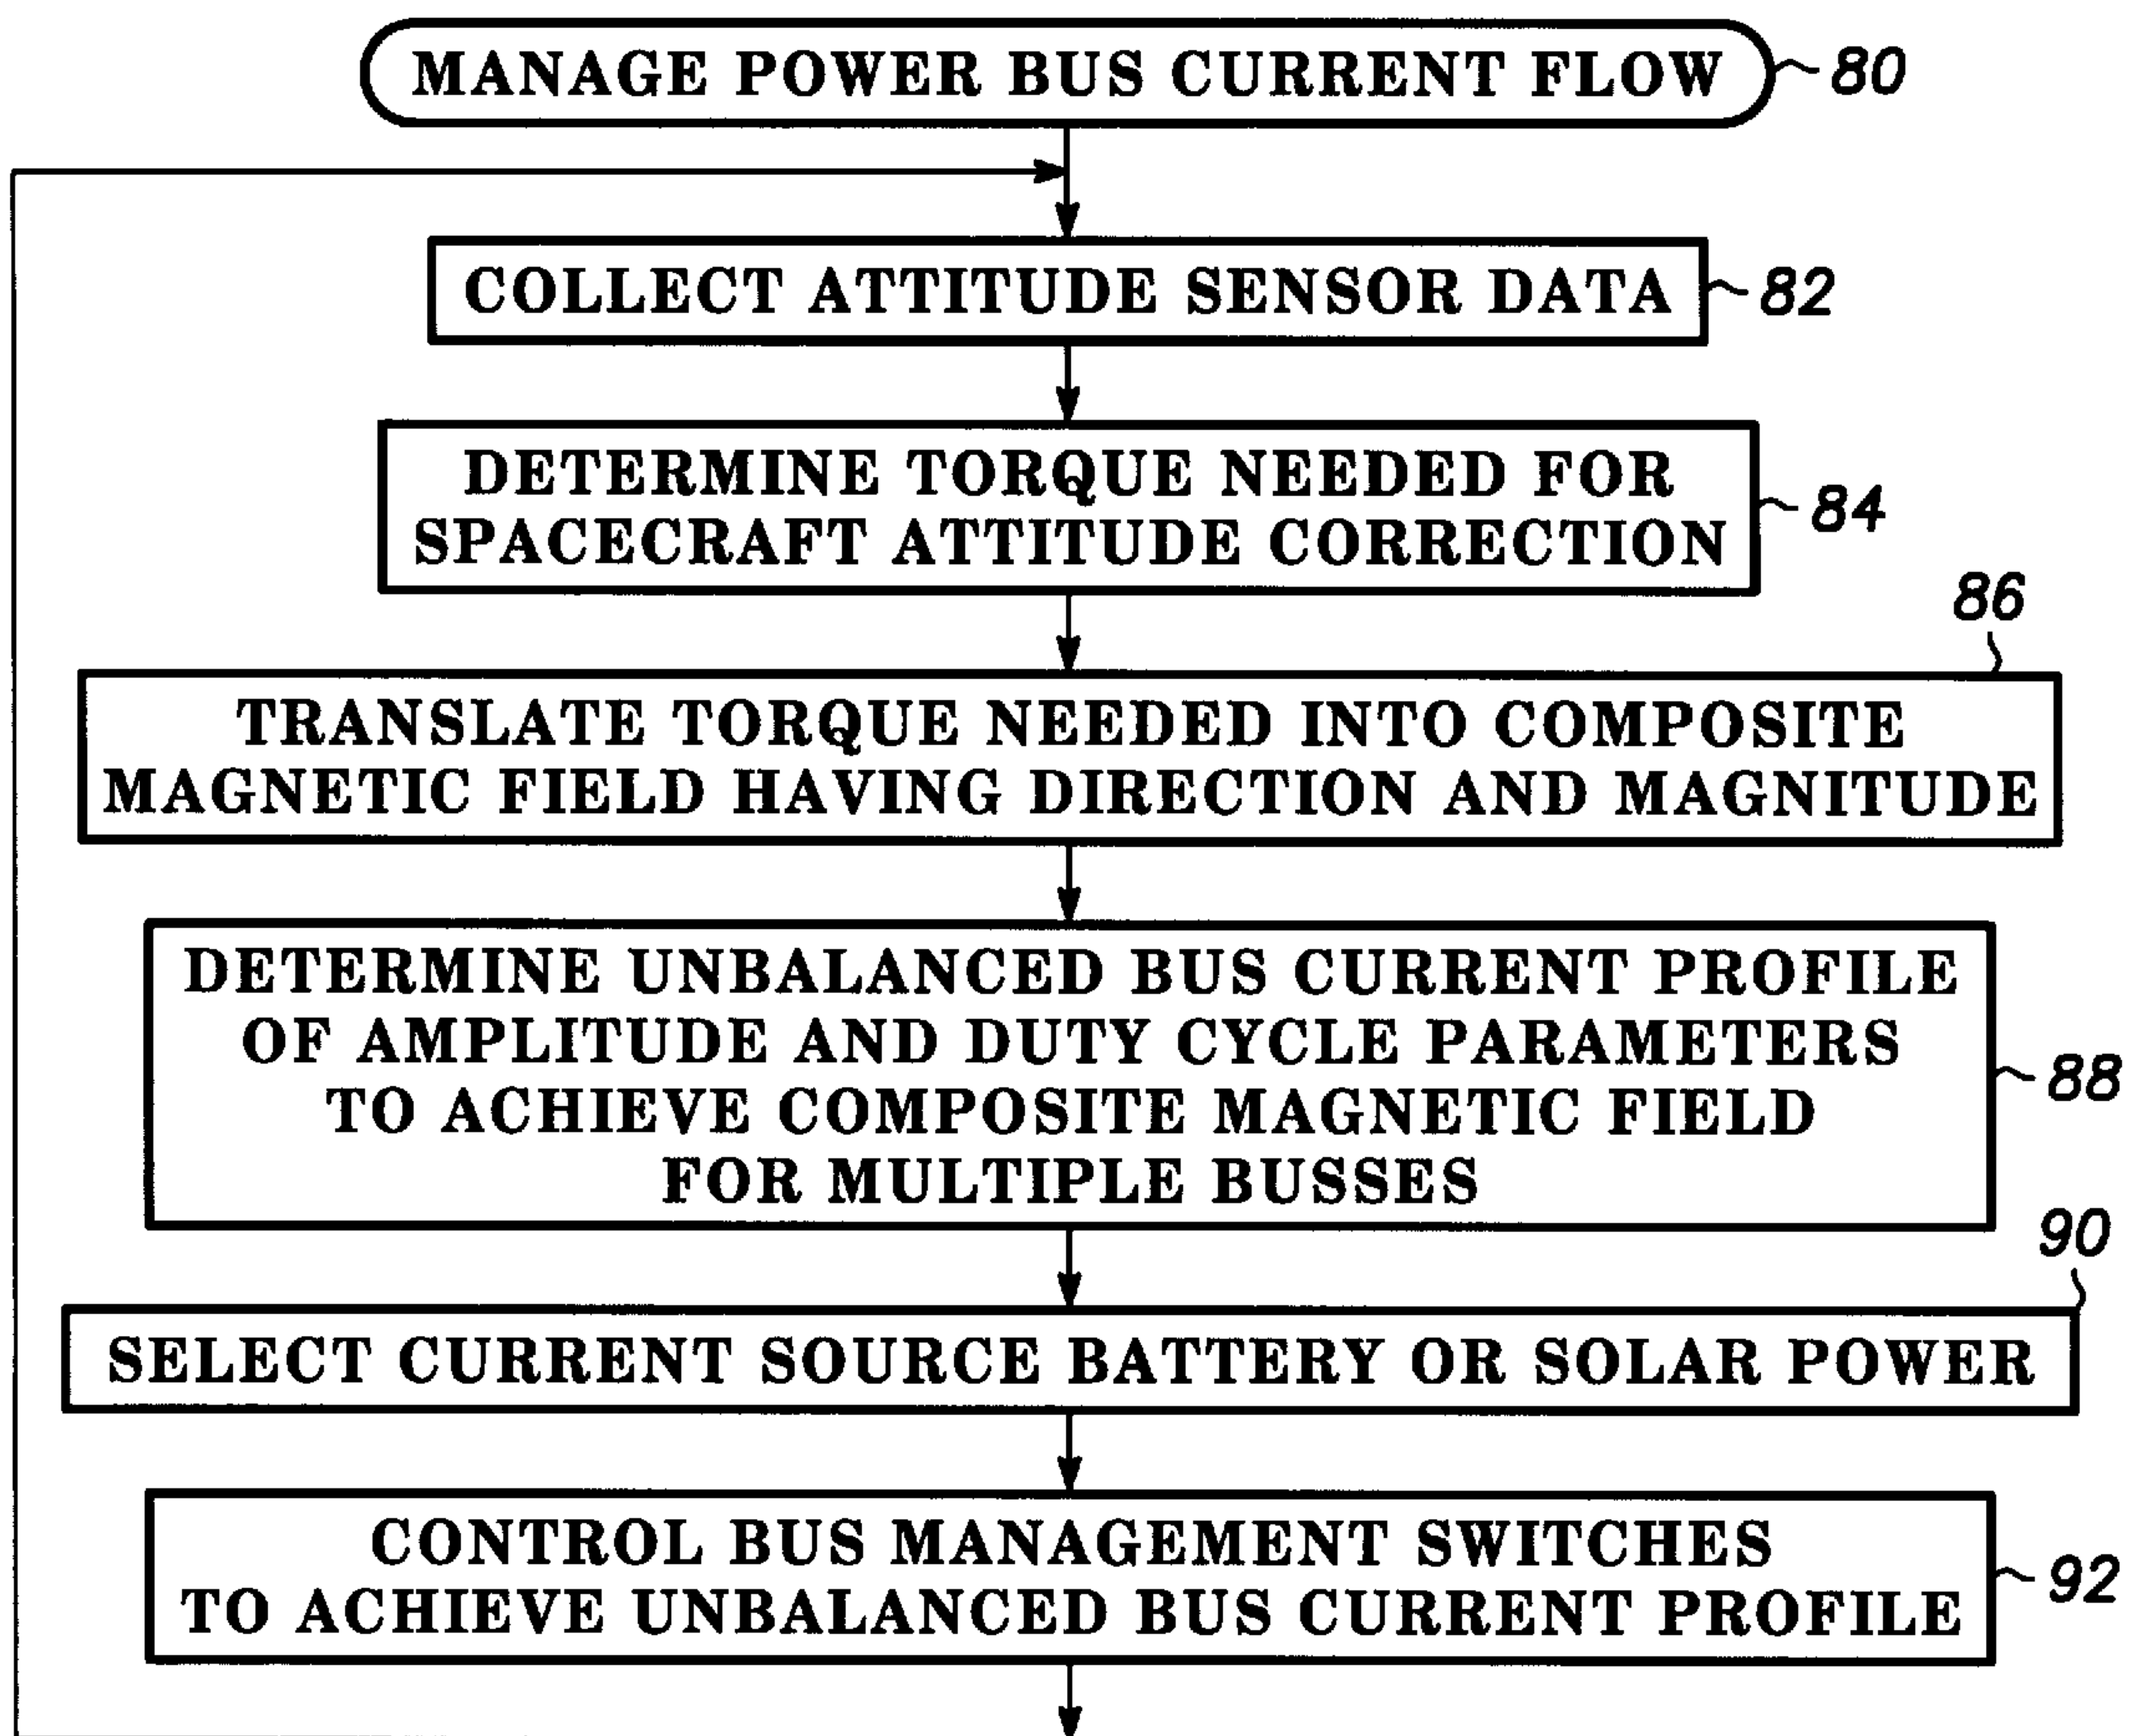 MANAGE POWER BUS CURRENT FLOW
80
COLLECT ATTITUDE SENSOR DATA
82
DETERMINE TORQUE NEEDED FOR
SPACECRAFT ATTITUDE CORRECTION
84
86
TRANSLATE TORQUE NEEDED INTO COMPOSITE
MAGNETIC FIELD HAVING DIRECTION AND MAGNITUDE
DETERMINE UNBALANCED BUS CURRENT PROFILE
OF AMPLITUDE AND DUTY CYCLE PARAMETERS
TO ACHIEVE COMPOSITE MAGNETIC FIELD
FOR MULTIPLE BUSSES
88
90
SELECT CURRENT SOURCE BATTERY OR SOLAR POWER
CONTROL BUS MANAGEMENT SWITCHES
TO ACHIEVE UNBALANCED BUS CURRENT PROFILE
92